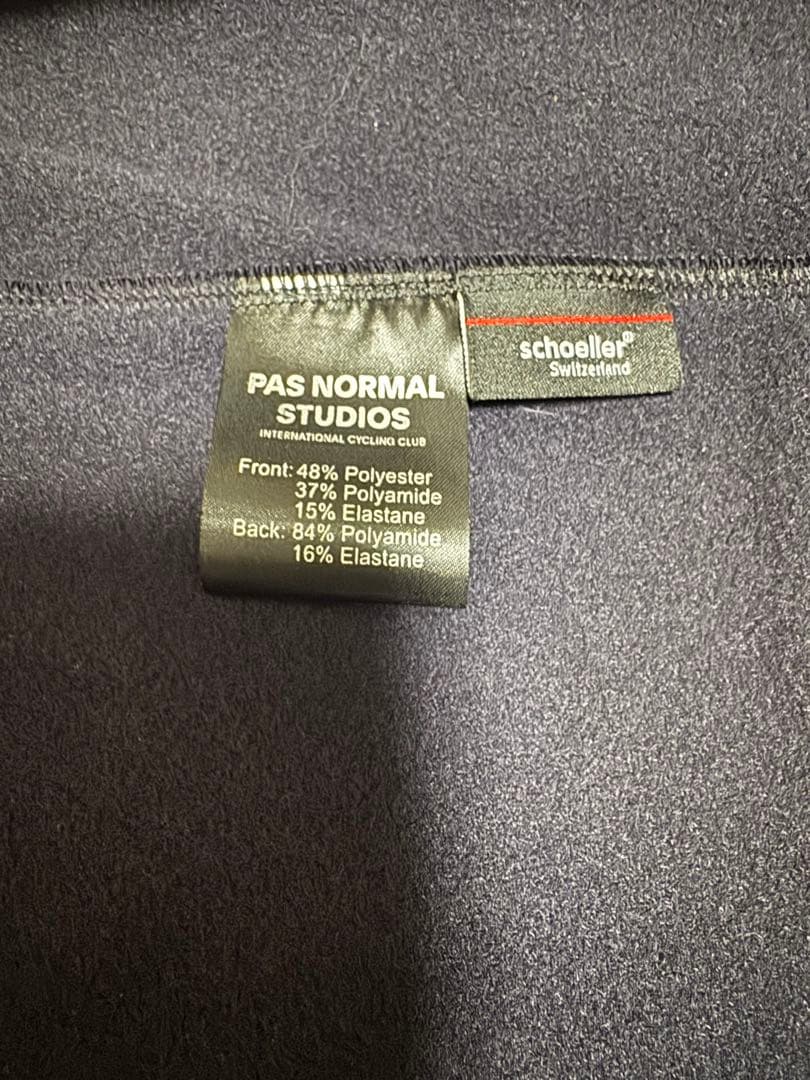 PAS NORMAL
STUDIOS
INTERNATIONAL CYCLING CLUB
Front: 48% Polyester
37% Polyamide
15% Elastane
Back: 84% Polyamide
16% Elastane
schoeller®
Switzerland